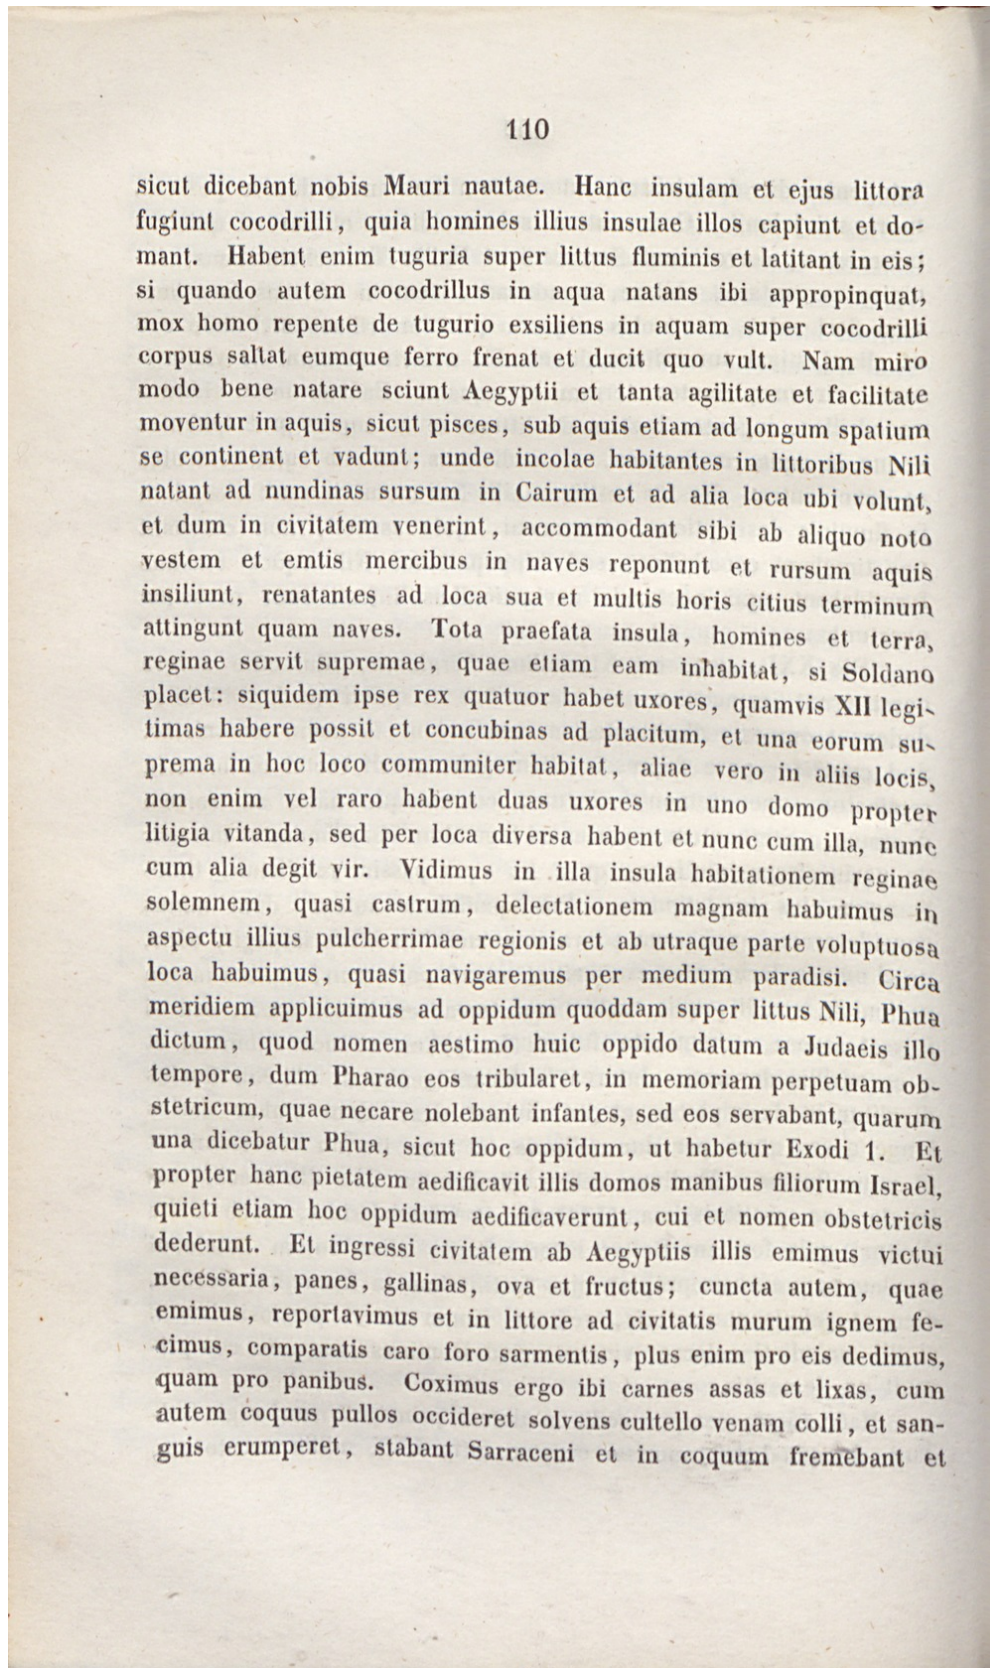 110
sicut dicebant nobis Mauri nautae. Hanc insulam et ejus littora
fugiunt cocodrilli, quia homines illius insulae illos capiunt et do-
mant. Habent enim tuguria super littus fluminis et latitant in eis;
si quando autem cocodrillus in aqua natans ibi appropinquat,
mox homo repente de tugurio exsiliens in aquam super cocodrilli
corpus saltat eumque ferro frenat et ducit quo vult. Nam miro
modo bene natare sciunt Aegyptii et tanta agilitate et facilitate
moventur in aquis, sicut pisces, sub aquis etiam ad longum spatium
se continent et vadunt; unde incolae habitantes in littoribus Nili
natant ad nundinas sursum in Cairum et ad alia loca ubi volunt,
et dum in civitatem venerint, accommodant sibi ab aliquo noto
vestem et emtis mercibus in naves reponunt et rursum aquis
insiliunt, renatantes ad loca sua et multis horis citius terminum
attingunt quam naves. Tota praefata insula, homines et terra,
reginae servit supremae, quae etiam eam inhabitat, si Soldano
placet: siquidem ipse rex quatuor habet uxores, quamvis XII legi-
timas habere possit et concubinas ad placitum, et una eorum su-
prema in hoc loco communiter habitat, aliae vero in aliis locis,
non enim vel raro habent duas uxores in uno domo propter
litigia vitanda, sed per loca diversa habent et nunc cum illa, nunc
cum alia degit vir. Vidimus in illa insula habitationem reginae
solemnem, quasi castrum, delectationem magnam habuimus in
aspectu illius pulcherrimae regionis et ab utraque parte voluptuosa
loca habuimus, quasi navigaremus per medium paradisi. Circa
meridiem applicuimus ad oppidum quoddam super littus Nili, Phua
dictum, quod nomen aestimo huic oppido datum a Judaeis illo
tempore, dum Pharao eos tribularet, in memoriam perpetuam ob-
stetricum, quae necare nolebant infantes, sed eos servabant, quarum
una dicebatur Phua, sicut hoc oppidum, ut habetur Exodi 1. Et
propter hanc pietatem aedificavit illis domos manibus filiorum Israel,
quieti etiam hoc oppidum aedificaverunt, cui et nomen obstetricis
dederunt. Et ingressi civitatem ab Aegyptiis illis emimus victui
necessaria, panes, gallinas, ova et fructus; cuncta autem, quae
emimus, reportavimus et in littore ad civitatis murum ignem fe-
cimus, comparatis caro foro sarmentis, plus enim pro eis dedimus,
quam pro panibus. Coximus ergo ibi carnes assas et lixas, cum
autem coquus pullos occideret solvens cultello venam colli, et san-
guis erumperet, stabant Sarraceni et in coquum fremebant et